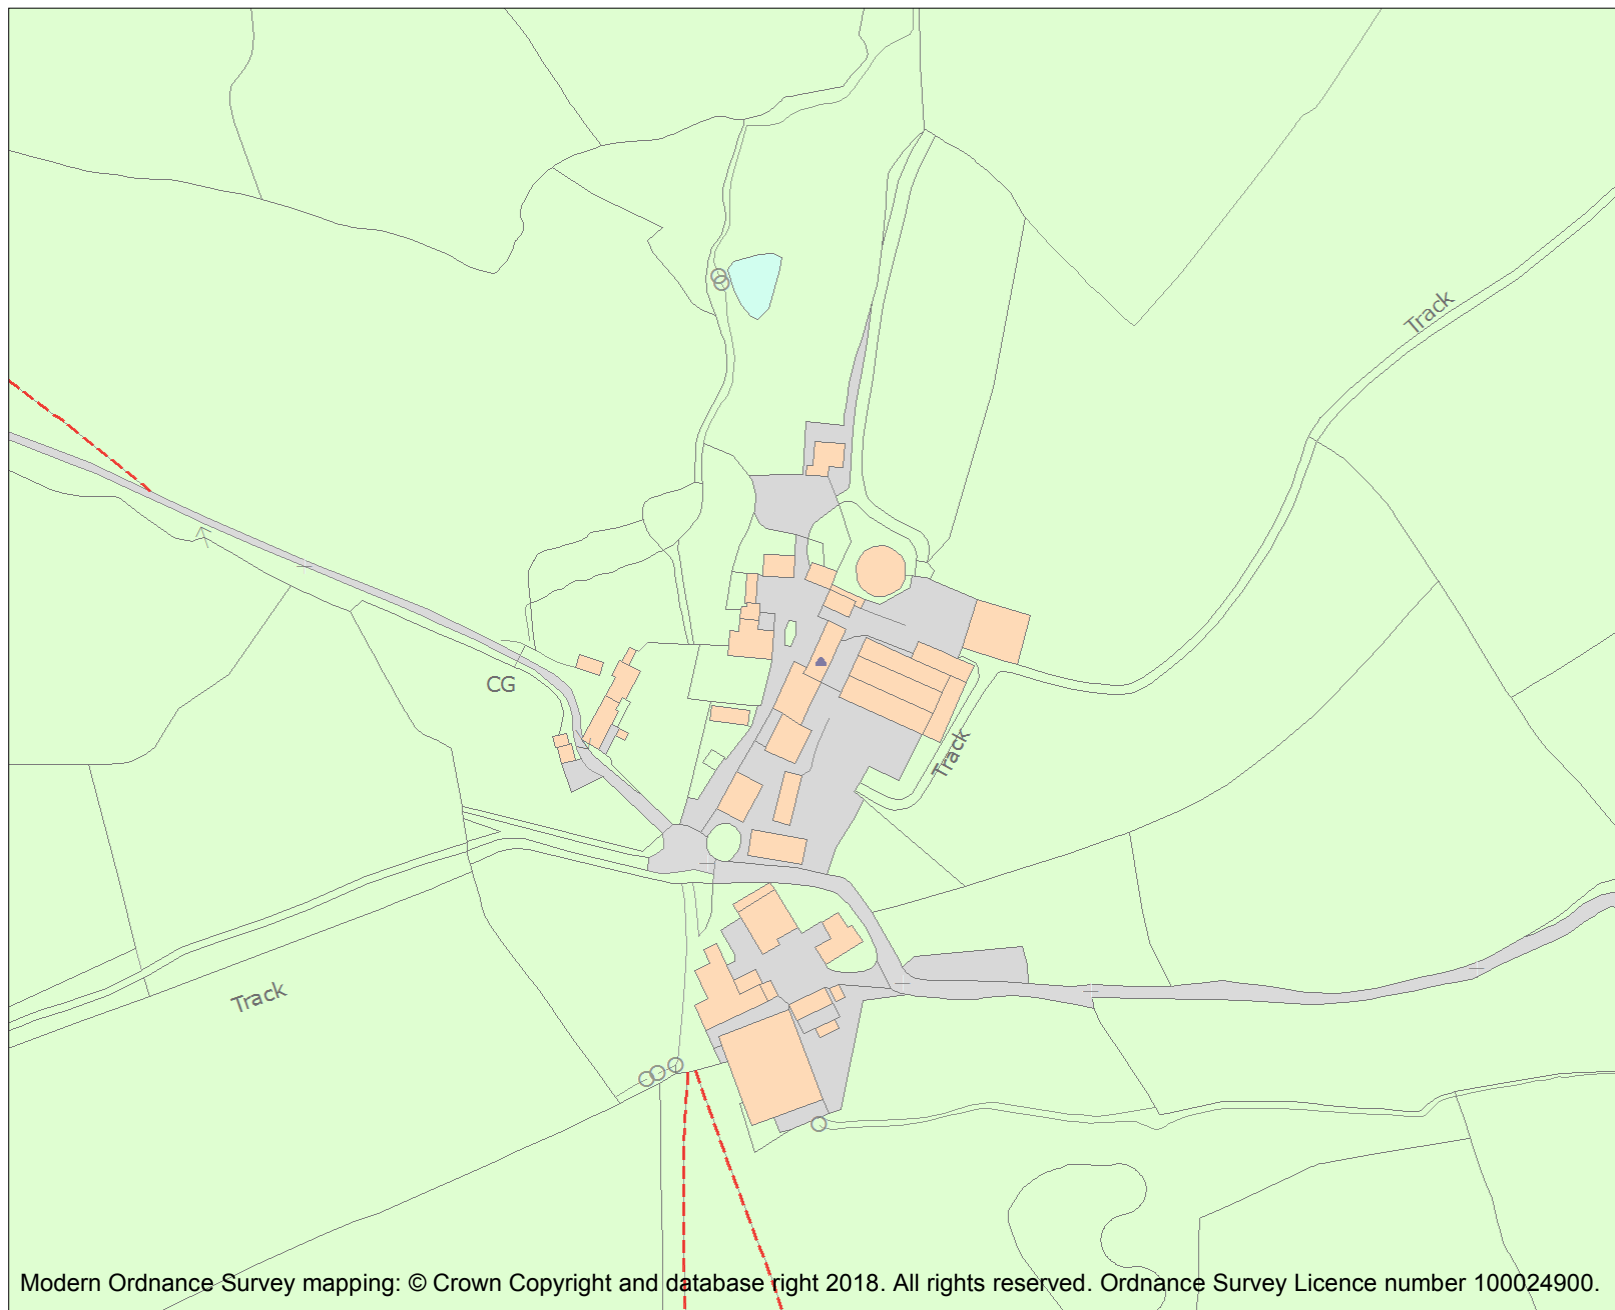 Track
CG
Track
Track
Modern Ordnance Survey mapping: © Crown Copyright and database right 2018. All rights reserved. Ordnance Survey Licence number 100024900.